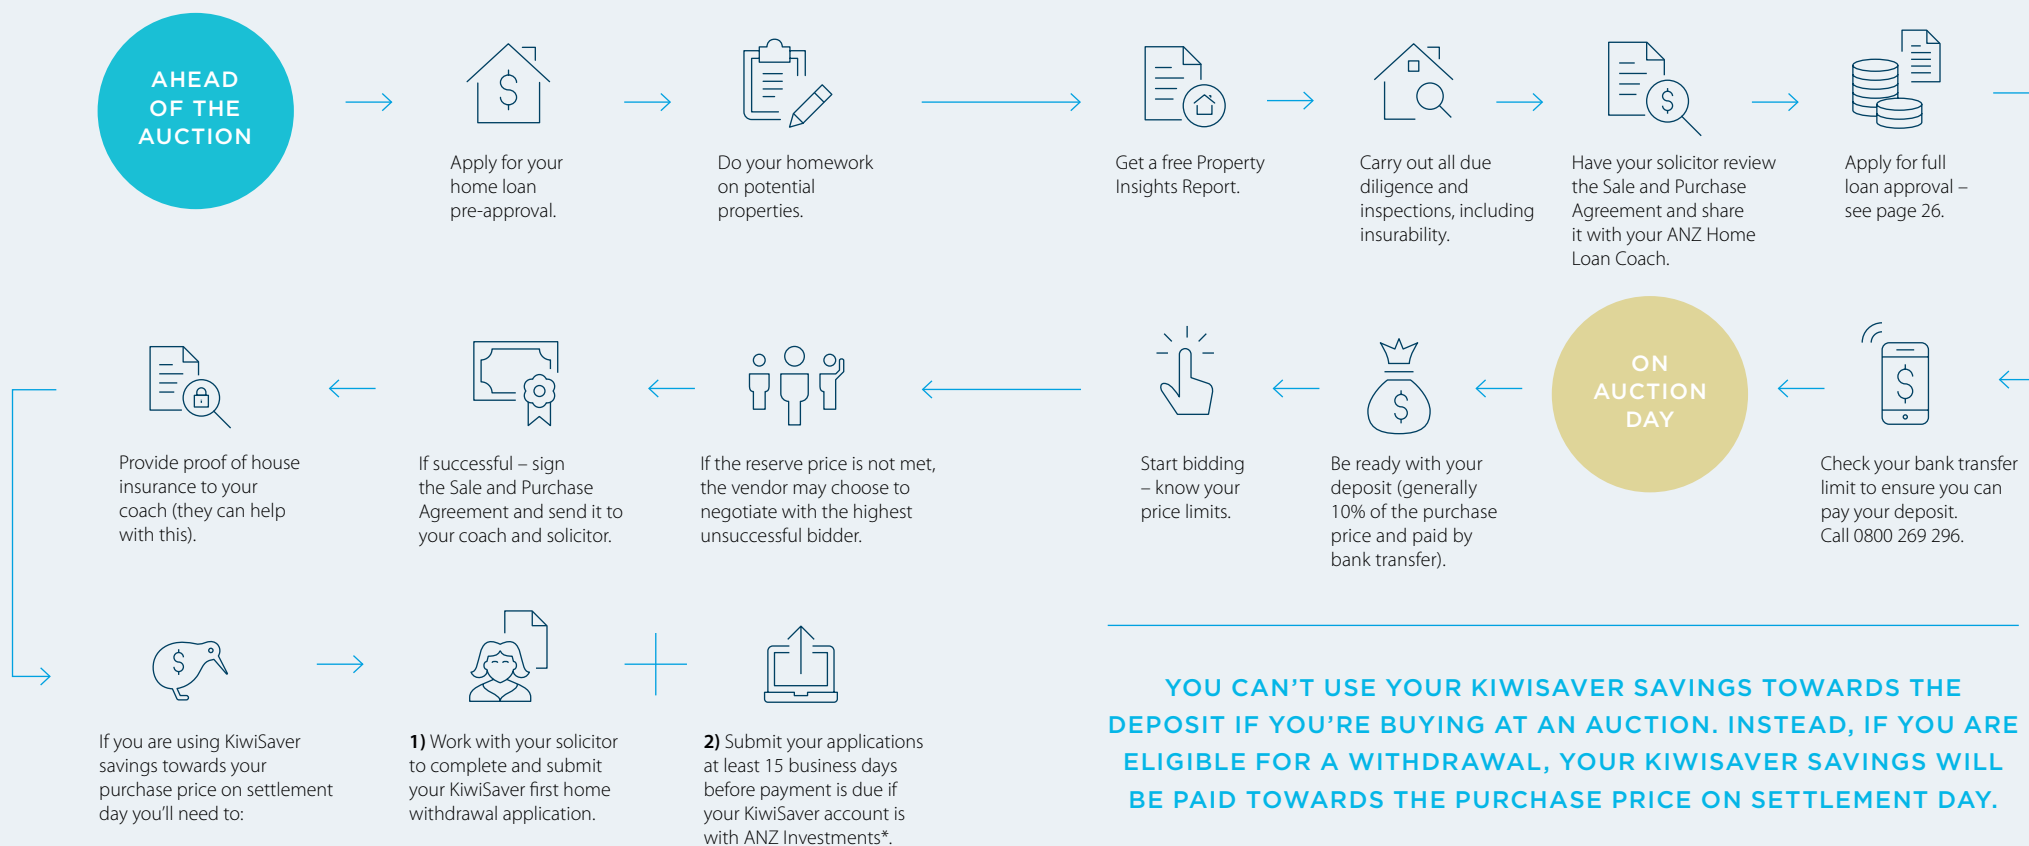 AHEAD
OF THE
AUCTION
Apply for your
home loan
pre-approval.
Do your homework
on potential
properties.
Get a free Property
Insights Report.
Carry out all due
diligence and
inspections, including
insurability.
Have your solicitor review
the Sale and Purchase
Agreement and share
it with your ANZ Home
Loan Coach.
Apply for full
loan approval –
see page 26.
Check your bank transfer
limit to ensure you can
pay your deposit.
Call 0800 269 296.
ON
AUCTION
DAY
Be ready with your
deposit (generally
10% of the purchase
price and paid by
bank transfer).
Start bidding
– know your
price limits.
If the reserve price is not met,
the vendor may choose to
negotiate with the highest
unsuccessful bidder.
If successful – sign
the Sale and Purchase
Agreement and send it to
your coach and solicitor.
Provide proof of house
insurance to your
coach (they can help
with this).
If you are using KiwiSaver
savings towards your
purchase price on settlement
day you'll need to:
1) Work with your solicitor
to complete and submit
your KiwiSaver first home
withdrawal application.
2) Submit your applications
at least 15 business days
before payment is due if
your KiwiSaver account is
with ANZ Investments*.
YOU CAN'T USE YOUR KIWISAVER SAVINGS TOWARDS THE
DEPOSIT IF YOU'RE BUYING AT AN AUCTION. INSTEAD, IF YOU ARE
ELIGIBLE FOR A WITHDRAWAL, YOUR KIWISAVER SAVINGS WILL
BE PAID TOWARDS THE PURCHASE PRICE ON SETTLEMENT DAY.